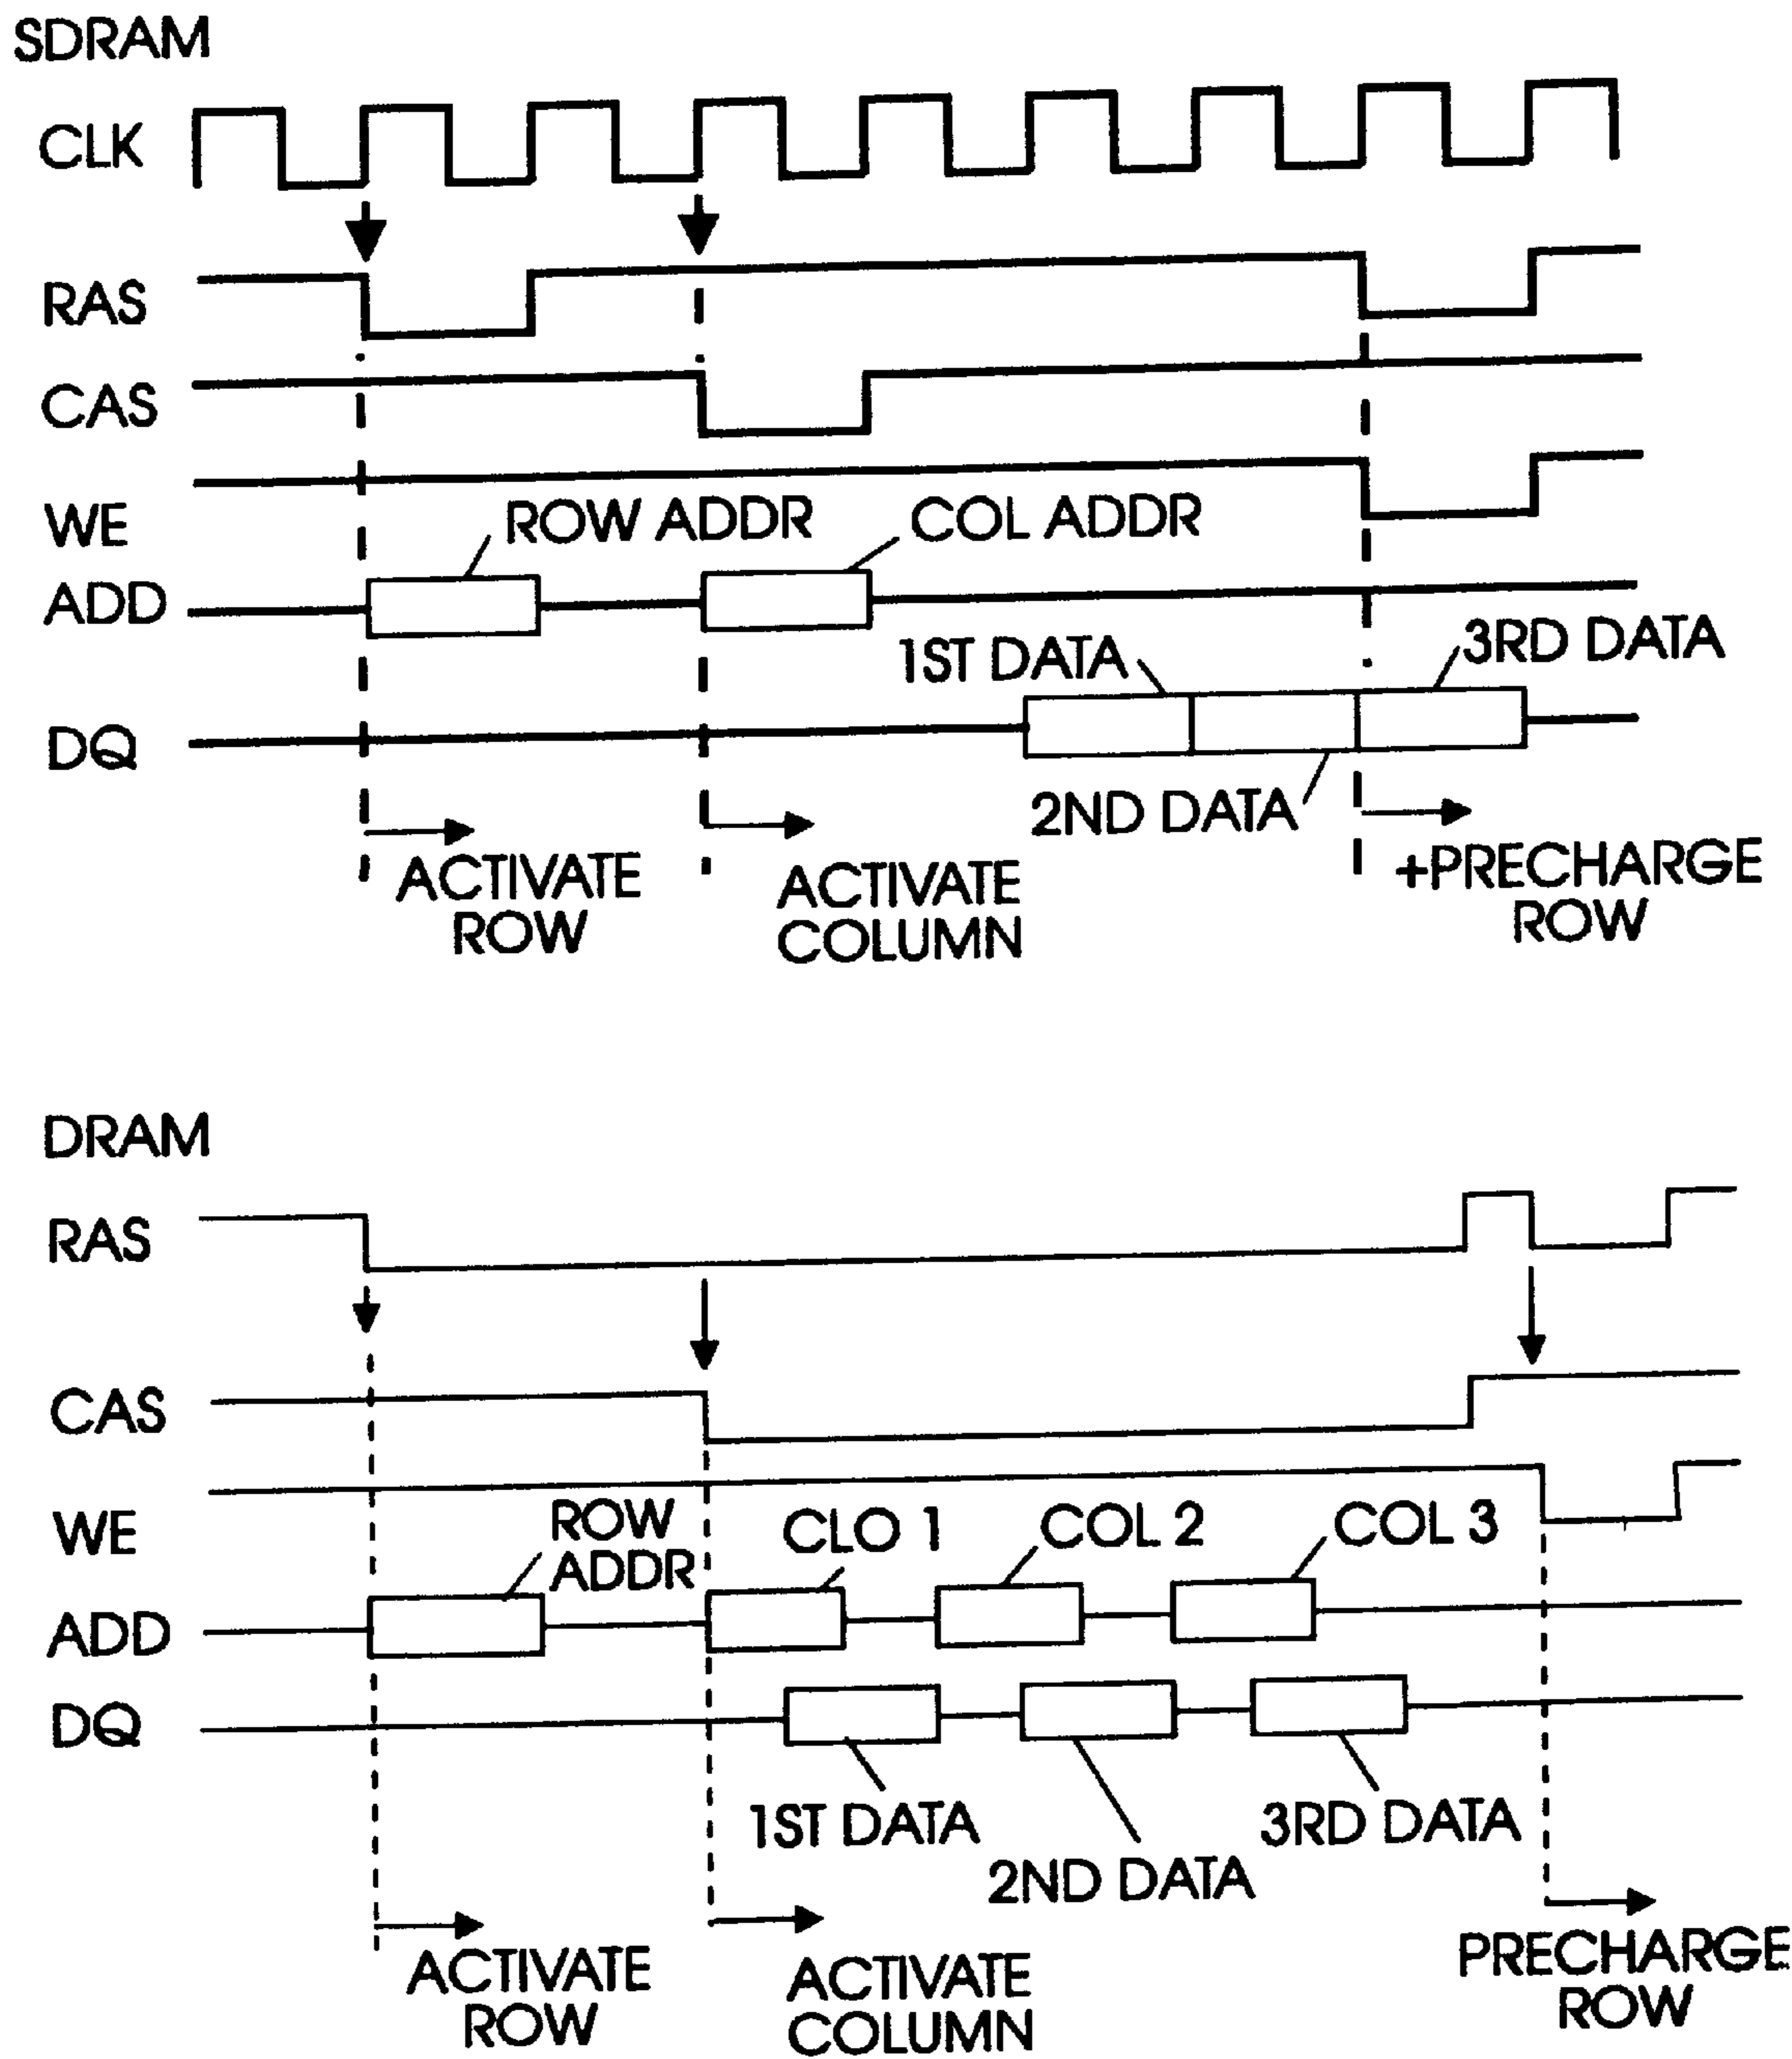 SDRAM
CLK
RAS
CAS
WE
ROW ADDR
COL ADDR
ADD
1ST DATA
3RD DATA
DQ
2ND DATA
ACTIVATE
ROW
ACTIVATE
COLUMN
+PRECHARGE
ROW
DRAM
RAS
CAS
WE
ROW
ADDR
CLO 1
COL 2
COL 3
ADD
DQ
1ST DATA
2ND DATA
3RD DATA
ACTIVATE
ROW
ACTIVATE
COLUMN
PRECHARGE
ROW